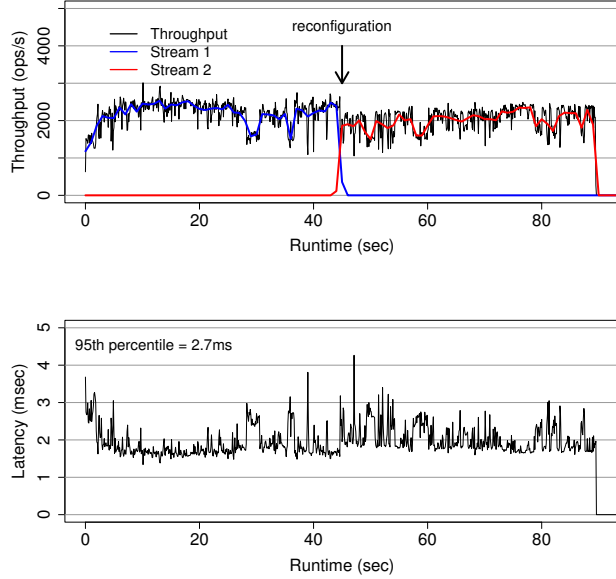 reconfiguration
Throughput
Stream 1
Stream 2
Throughput (ops/s)
0
2000
4000
0 20 40 60 80
Runtime (sec)
95th percentile = 2.7ms
Latency (msec)
5
4
3
2
1
0
0 20 40 60 80
Runtime (sec)